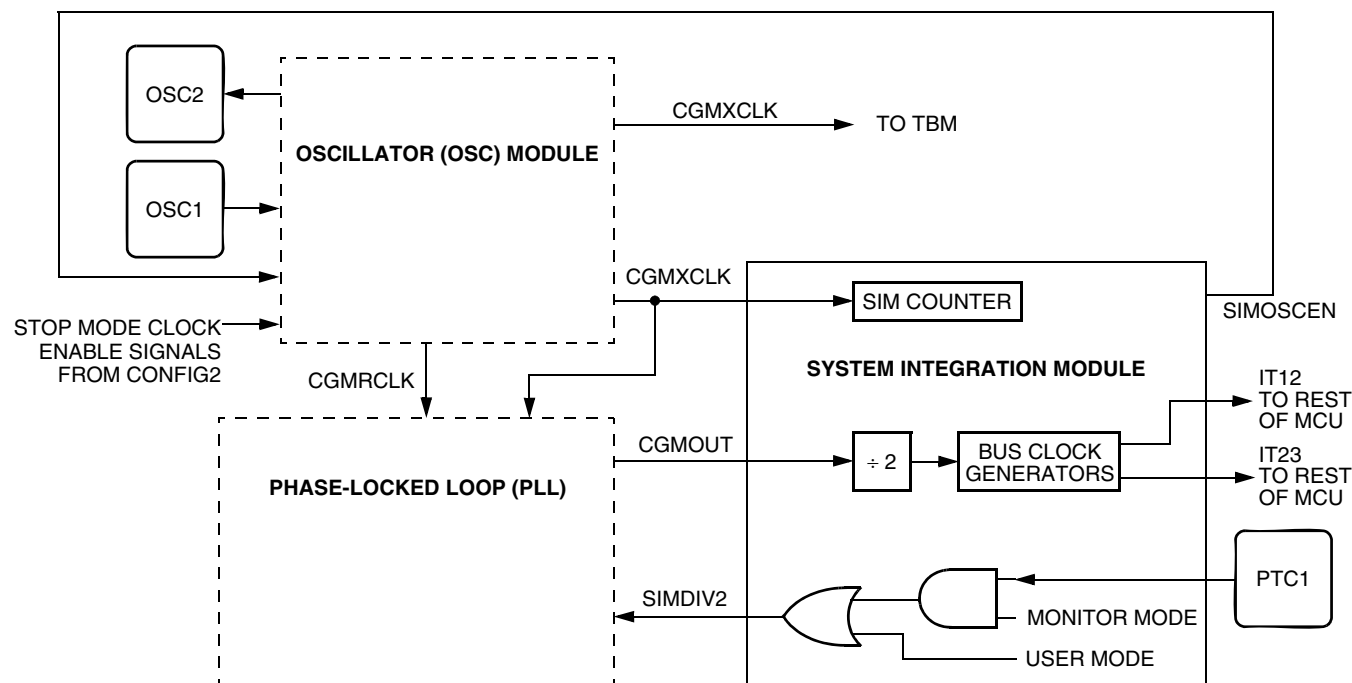 OSC2
OSCILLATOR (OSC) MODULE
OSC1
CGMXCLK
TO TBM
CGMXCLK
SIM COUNTER
SIMOSCEN
STOP MODE CLOCK
ENABLE SIGNALS
FROM CONFIG2
CGMRCLK
SYSTEM INTEGRATION MODULE
IT12
TO REST
OF MCU
CGMOUT
÷ 2
BUS CLOCK
GENERATORS
IT23
TO REST
OF MCU
PHASE-LOCKED LOOP (PLL)
PTC1
SIMDIV2
MONITOR MODE
USER MODE